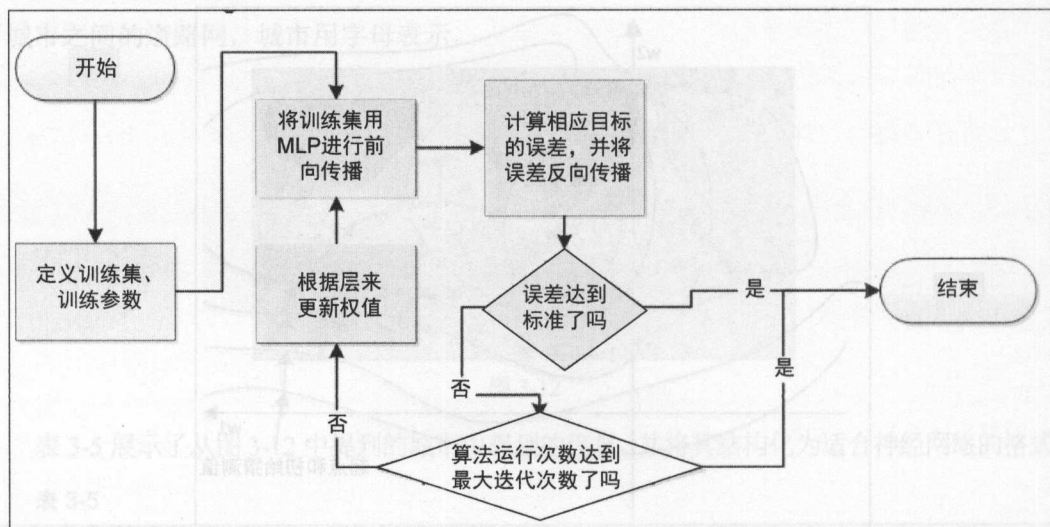 开始
将训练集用
MLP进行前
向传播
计算相应目标
的误差，并将
误差反向传播
定义训练集、
训练参数
根据层来
更新权值
误差达到
标准了吗
是
结束
否
是
否
算法运行次数达到
最大迭代次数了吗
表 3-5